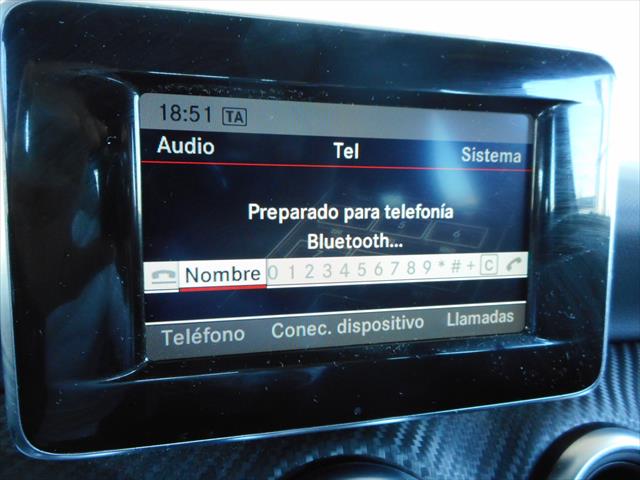 18:51 TA
Audio Tel Sistema
Preparado para telefonía
Bluetooth...
Nombre 0 1 2 3 4 5 6 7 8 9 * # + C
Teléfono Conec. dispositivo Llamadas